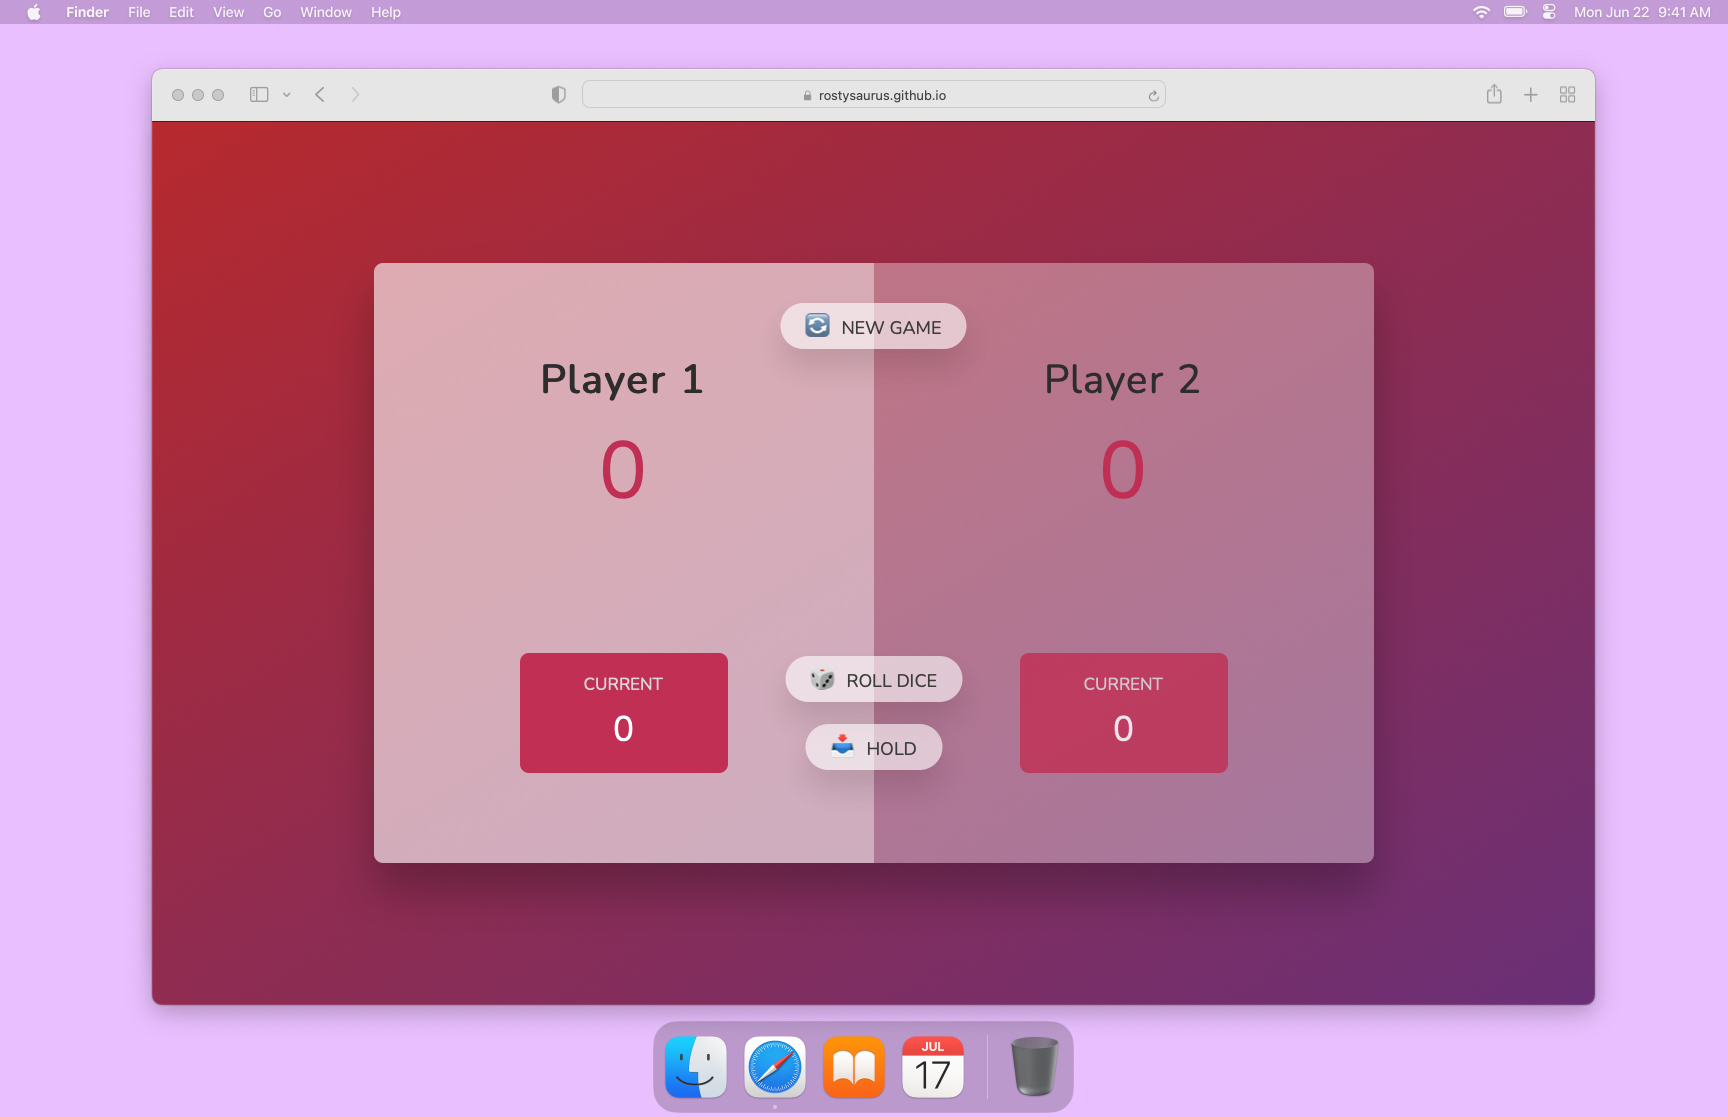 Finder File Edit View Go Window Help Mon Jun 22 9:41 AM
rostysaurus.github.io
NEW GAME
Player 1
0
Player 2
0
CURRENT
0
ROLL DICE
HOLD
CURRENT
0
JUL
17